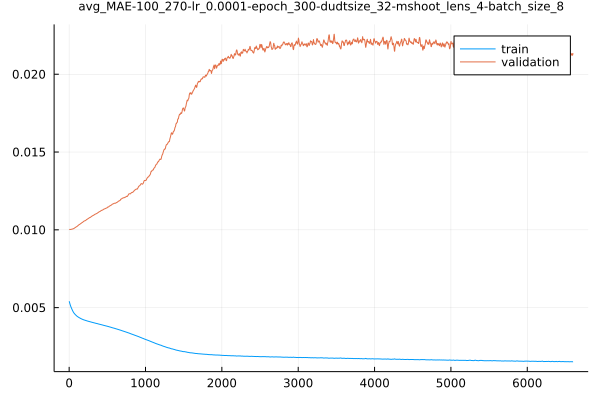 avg_MAE-100_270-lr_0.0001-epoch_300-dudtsize_32-mshoot_lens_4-batch_size_8
train
validation
0.020
0.015
0.010
0.005
0 1000 2000 3000 4000 5000 6000